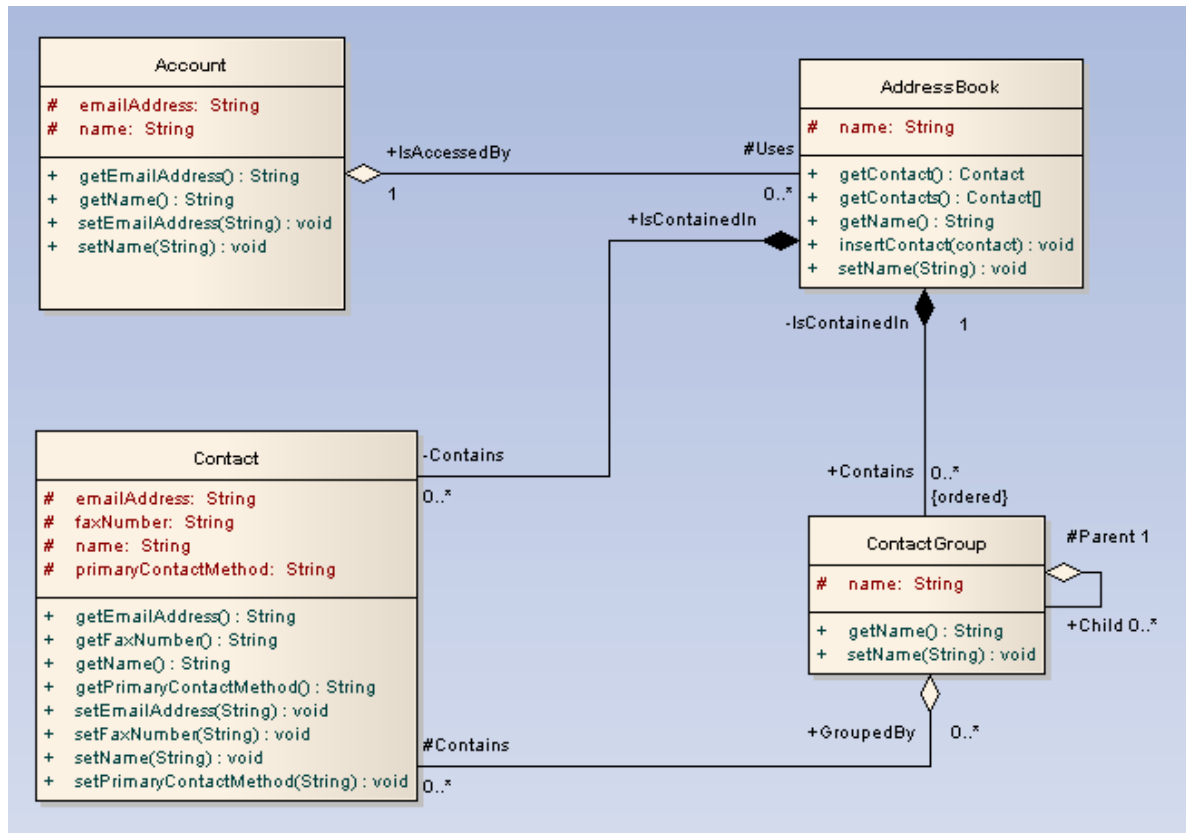 Account
# emailAddress: String
# name: String
+ getEmailAddress() : String
+ getName() : String
+ setEmailAddress(String) : void
+ setName(String) : void
+IsAccessedBy
1
#Uses
0..*
AddressBook
# name: String
+ getContact() : Contact
+ getContacts() : Contact[]
+ getName() : String
+ insertContact(contact) : void
+ setName(String) : void
+IsContainedIn
-IsContainedIn
1
Contact
# emailAddress: String
# faxNumber: String
# name: String
# primaryContactMethod: String
+ getEmailAddress() : String
+ getFaxNumber() : String
+ getName() : String
+ getPrimaryContactMethod() : String
+ setEmailAddress(String) : void
+ setFaxNumber(String) : void
+ setName(String) : void
+ setPrimaryContactMethod(String) : void
-Contains
0..*
+Contains
0..*
{ordered}
ContactGroup
# name: String
+ getName() : String
+ setName(String) : void
#Parent 1
+Child 0..*
+GroupedBy
0..*
#Contains
0..*